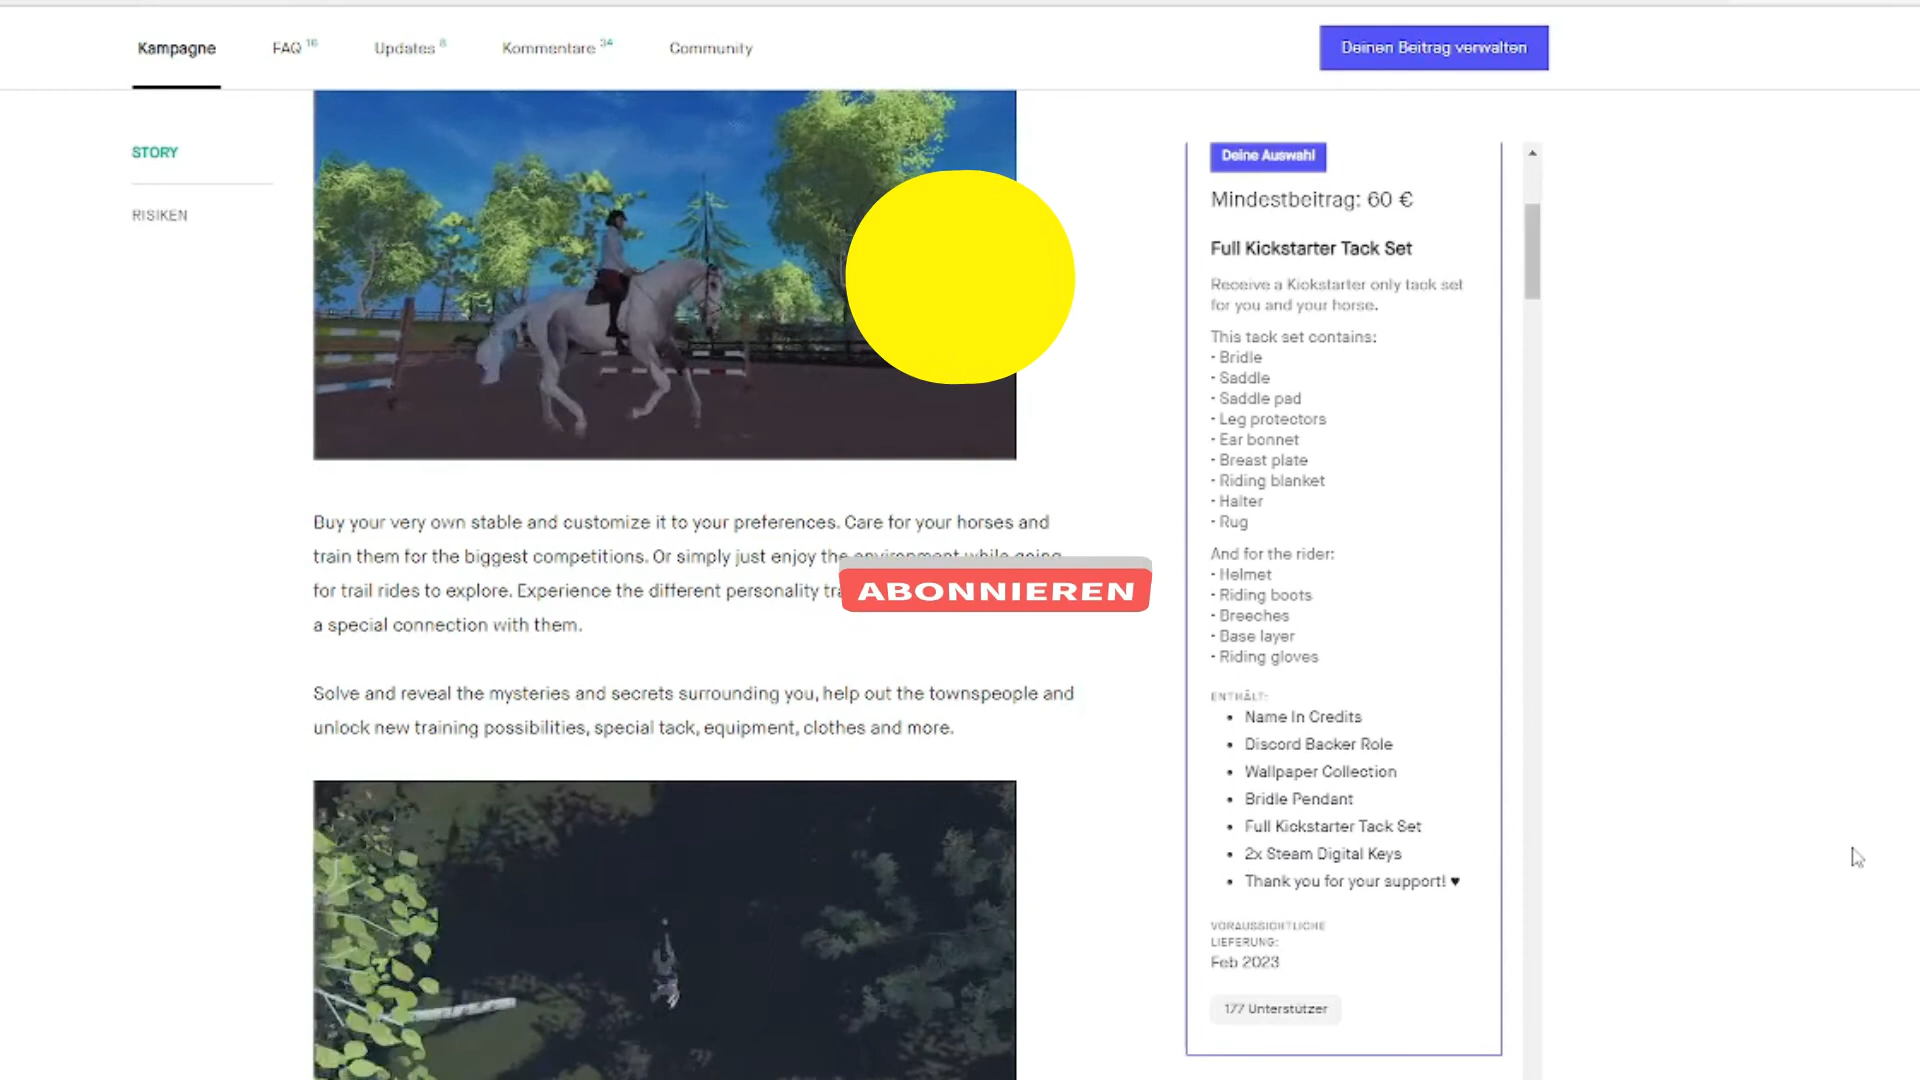 Kampagne
FAQ 16
Updates 8
Kommentare 34
Community
Deinen Beitrag verwalten
STORY
RISIKEN
Buy your very own stable and customize it to your preferences. Care for your horses and
train them for the biggest competitions. Or simply just enjoy the environment while going
for trail rides to explore. Experience the different personality
a special connection with them.
ABONNIEREN
Solve and reveal the mysteries and secrets surrounding you, help out the townspeople and
unlock new training possibilities, special tack, equipment, clothes and more.
Deine Auswahl
Mindestbeitrag: 60 €
Full Kickstarter Tack Set
Receive a Kickstarter only tack set
for you and your horse.
This tack set contains:
- Bridle
- Saddle
- Saddle pad
- Leg protectors
- Ear bonnet
- Breast plate
- Riding blanket
- Halter
- Rug
And for the rider:
- Helmet
- Riding boots
- Breeches
- Base layer
- Riding gloves
ENTHÄLT:
• Name In Credits
• Discord Backer Role
• Wallpaper Collection
• Bridle Pendant
• Full Kickstarter Tack Set
• 2x Steam Digital Keys
• Thank you for your support! ♥
VORAUSSICHTLICHE
LIEFERUNG:
Feb 2023
177 Unterstützer